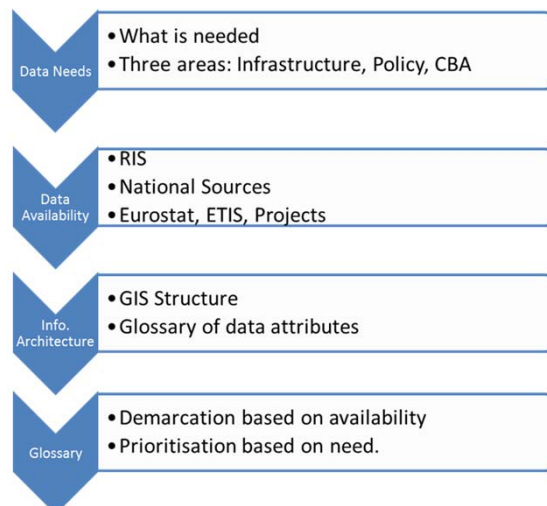 Data Needs
• What is needed
• Three areas: Infrastructure, Policy, CBA
Data
Availability
• RIS
• National Sources
• Eurostat, ETIS, Projects
Info.
Architecture
• GIS Structure
• Glossary of data attributes
Glossary
• Demarcation based on availability
• Prioritisation based on need.